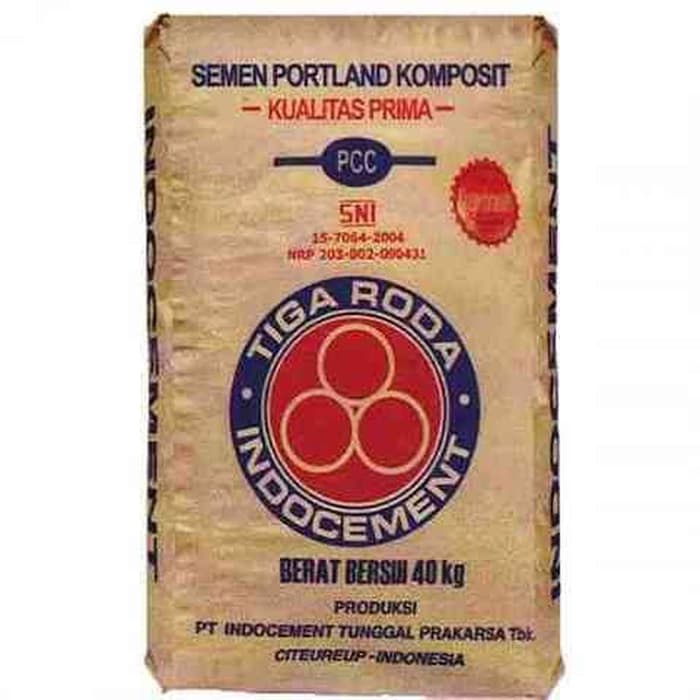 SEMEN PORTLAND KOMPOSIT
- KUALITAS PRIMA -
PCC
SNI
15-7064-2004
NRP 203-002-090431
TIGA RODA
INDOCEMENT
BERAT BERSIH 40 kg
PRODUKSI
PT INDOCEMENT TUNGGAL PRAKARSA Tbk.
CITEUREUP - INDONESIA
INDOCEMENT
INDOCEMENT